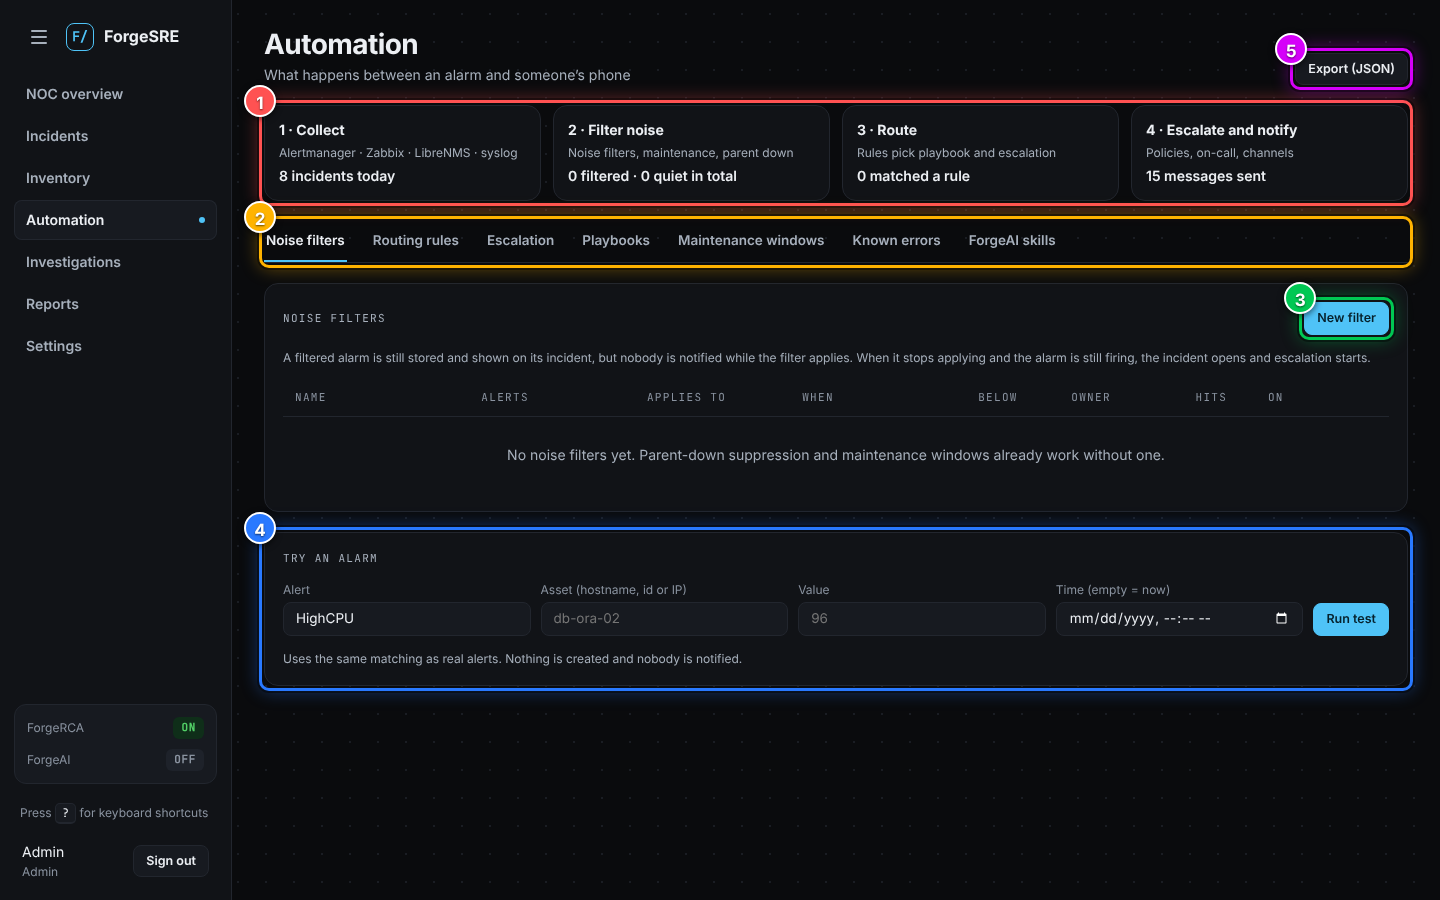 F/ ForgeSRE
NOC overview
Incidents
Inventory
Automation
Investigations
Reports
Settings
ForgeRCA ON
ForgeAI OFF
Press ? for keyboard shortcuts
Admin
Admin
Sign out
Automation
What happens between an alarm and someone’s phone
5
Export (JSON)
1
1 · Collect
Alertmanager · Zabbix · LibreNMS · syslog
8 incidents today
2 · Filter noise
Noise filters, maintenance, parent down
0 filtered · 0 quiet in total
3 · Route
Rules pick playbook and escalation
0 matched a rule
4 · Escalate and notify
Policies, on-call, channels
15 messages sent
2
Noise filters Routing rules Escalation Playbooks Maintenance windows Known errors ForgeAI skills
NOISE FILTERS
3
New filter
A filtered alarm is still stored and shown on its incident, but nobody is notified while the filter applies. When it stops applying and the alarm is still firing, the incident opens and escalation starts.
NAME ALERTS APPLIES TO WHEN BELOW OWNER HITS ON
No noise filters yet. Parent-down suppression and maintenance windows already work without one.
4
TRY AN ALARM
Alert Asset (hostname, id or IP) Value Time (empty = now)
HighCPU db-ora-02 96 mm/dd/yyyy, --:-- -- Run test
Uses the same matching as real alerts. Nothing is created and nobody is notified.